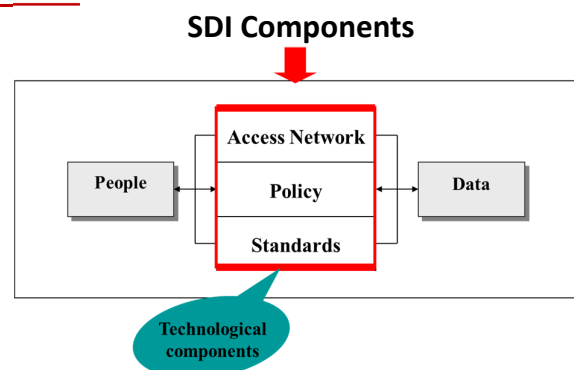 SDI Components
Access Network
People
Policy
Data
Standards
Technological
components